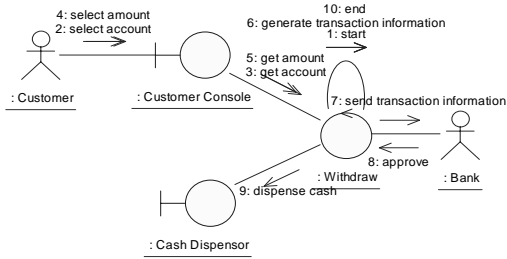 10: end
4: select amount
6: generate transaction information
2: select account
1: start
5: get amount
3: get account
: Customer
: Customer Console
7: send transaction information
8: approve
9: dispense cash
: Withdraw
: Bank
: Cash Dispensor